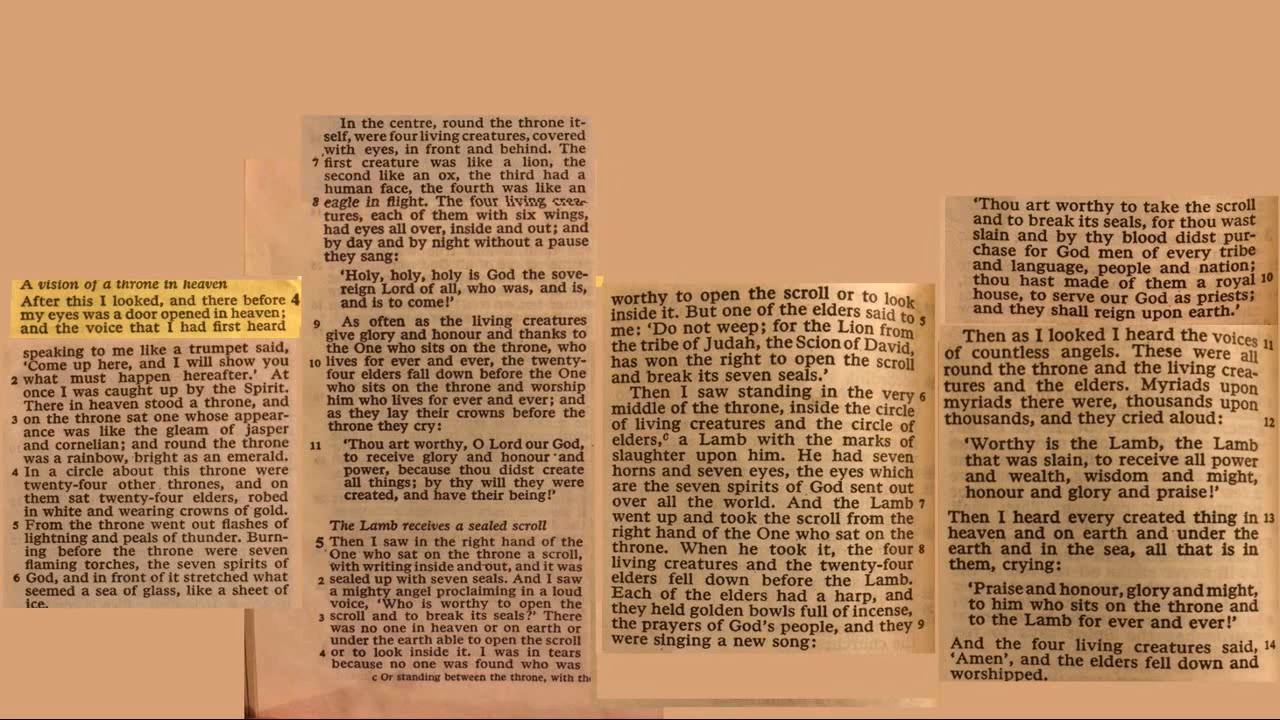 A vision of a throne in heaven
After this I looked, and there before 4
my eyes was a door opened in heaven;
and the voice that I had first heard
speaking to me like a trumpet said,
'Come up here, and I will show you
2 what must happen hereafter.' At
once I was caught up by the Spirit.
There in heaven stood a throne, and
3 on the throne sat one whose appear-
ance was like the gleam of jasper
and cornelian; and round the throne
was a rainbow, bright as an emerald.
4 In a circle about this throne were
twenty-four other thrones, and on
them sat twenty-four elders, robed
in white and wearing crowns of gold.
5 From the throne went out flashes of
lightning and peals of thunder. Burn-
ing before the throne were seven
flaming torches, the seven spirits of
6 God, and in front of it stretched what
seemed a sea of glass, like a sheet of
ice.
In the centre, round the throne it-
self, were four living creatures, covered
with eyes, in front and behind. The
7 first creature was like a lion, the
second like an ox, the third had a
human face, the fourth was like an
8 eagle in flight. The four living crea-
tures, each of them with six wings,
had eyes all over, inside and out; and
by day and by night without a pause
they sang:
'Holy, holy, holy is God the sove-
reign Lord of all, who was, and is,
and is to come!'
9 As often as the living creatures
give glory and honour and thanks to
the One who sits on the throne, who
10 lives for ever and ever, the twenty-
four elders fall down before the One
who sits on the throne and worship
him who lives for ever and ever; and
as they lay their crowns before the
throne they cry:
11 'Thou art worthy, O Lord our God,
to receive glory and honour and
power, because thou didst create
all things; by thy will they were
created, and have their being!'
The Lamb receives a sealed scroll
5 Then I saw in the right hand of the
One who sat on the throne a scroll,
with writing inside and out, and it was
2 sealed up with seven seals. And I saw
a mighty angel proclaiming in a loud
voice, 'Who is worthy to open the
3 scroll and to break its seals?' There
was no one in heaven or on earth or
under the earth able to open the scroll
4 or to look inside it. I was in tears
because no one was found who was
c Or standing between the throne, with the
worthy to open the scroll or to look
inside it. But one of the elders said to 5
me: 'Do not weep; for the Lion from
the tribe of Judah, the Scion of David,
has won the right to open the scroll
and break its seven seals.'
Then I saw standing in the very 6
middle of the throne, inside the circle
of living creatures and the circle of
elders,c a Lamb with the marks of
slaughter upon him. He had seven
horns and seven eyes, the eyes which
are the seven spirits of God sent out
over all the world. And the Lamb 7
went up and took the scroll from the
right hand of the One who sat on the
throne. When he took it, the four 8
living creatures and the twenty-four
elders fell down before the Lamb.
Each of the elders had a harp, and
they held golden bowls full of incense,
the prayers of God's people, and they 9
were singing a new song:
'Thou art worthy to take the scroll
and to break its seals, for thou wast
slain and by thy blood didst pur-
chase for God men of every tribe
and language, people and nation;
thou hast made of them a royal 10
house, to serve our God as priests;
and they shall reign upon earth.'
Then as I looked I heard the voices 11
of countless angels. These were all
round the throne and the living crea-
tures and the elders. Myriads upon
myriads there were, thousands upon
thousands, and they cried aloud: 12
'Worthy is the Lamb, the Lamb
that was slain, to receive all power
and wealth, wisdom and might,
honour and glory and praise!'
Then I heard every created thing in 13
heaven and on earth and under the
earth and in the sea, all that is in
them, crying:
'Praise and honour, glory and might,
to him who sits on the throne and
to the Lamb for ever and ever!'
And the four living creatures said, 14
'Amen', and the elders fell down and
worshipped.